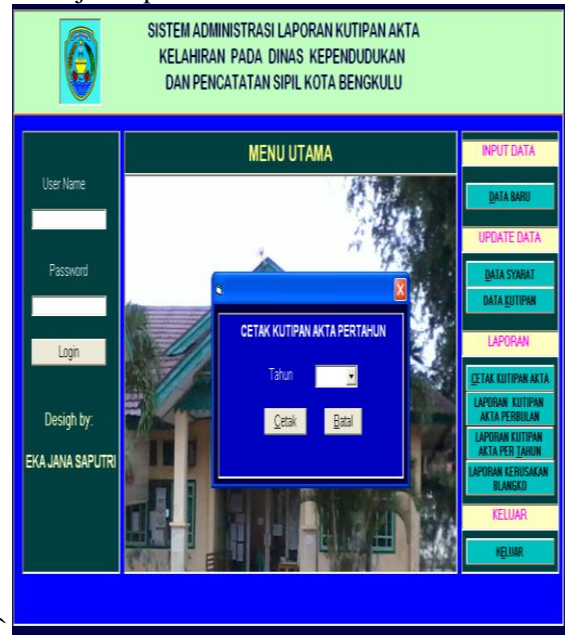 SISTEM ADMINISTRASI LAPORAN KUTIPAN AKTA
KELAHIRAN PADA DINAS KEPENDUDUKAN
DAN PENCATATAN SIPIL KOTA BENGKULU
MENU UTAMA
User Name
Password
Login
Desigh by:
EKA JANA SAPUTRI
CETAK KUTIPAN AKTA PERTAHUN
Tahun
Cetak Batal
INPUT DATA
DATA BARU
UPDATE DATA
DATA SYARAT
DATA KUTIPAN
LAPORAN
CETAK KUTIPAN AKTA
LAPORAN KUTIPAN
AKTA PERBULAN
LAPORAN KUTIPAN
AKTA PER TAHUN
LAPORAN KERUSAKAN
BLANGKO
KELUAR
KELUAR